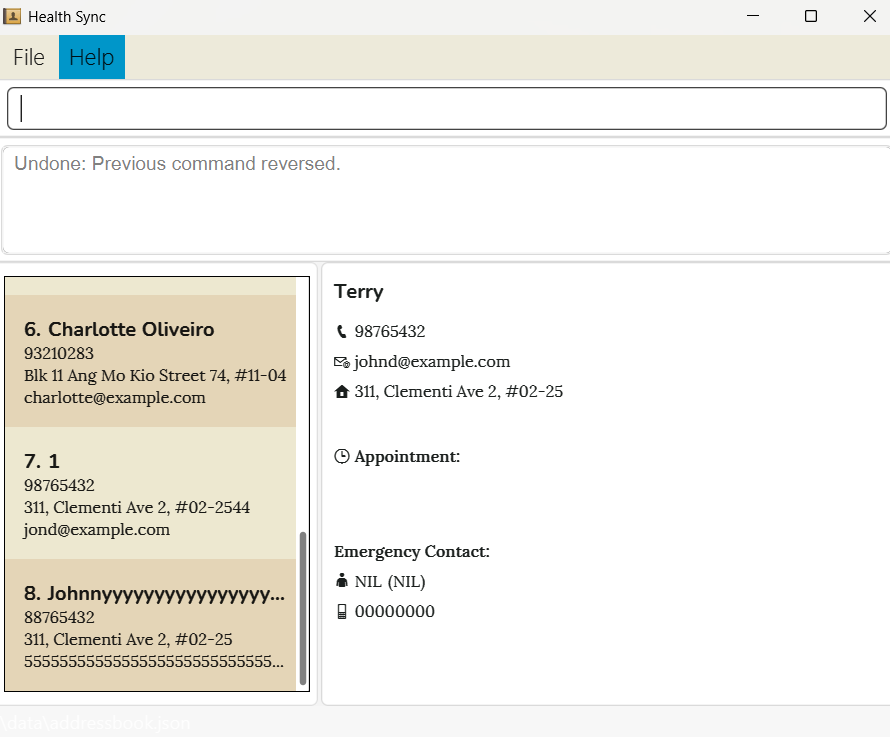 Health Sync
File Help
Undone: Previous command reversed.
6. Charlotte Oliveiro
93210283
Blk 11 Ang Mo Kio Street 74, #11-04
charlotte@example.com
7. 1
98765432
311, Clementi Ave 2, #02-2544
jond@example.com
8. Johnnyyyyyyyyyyyyyyyyy...
88765432
311, Clementi Ave 2, #02-25
55555555555555555555555555555...
Terry
98765432
johnd@example.com
311, Clementi Ave 2, #02-25
Appointment:
Emergency Contact:
NIL (NIL)
00000000
\data\addressbook.json